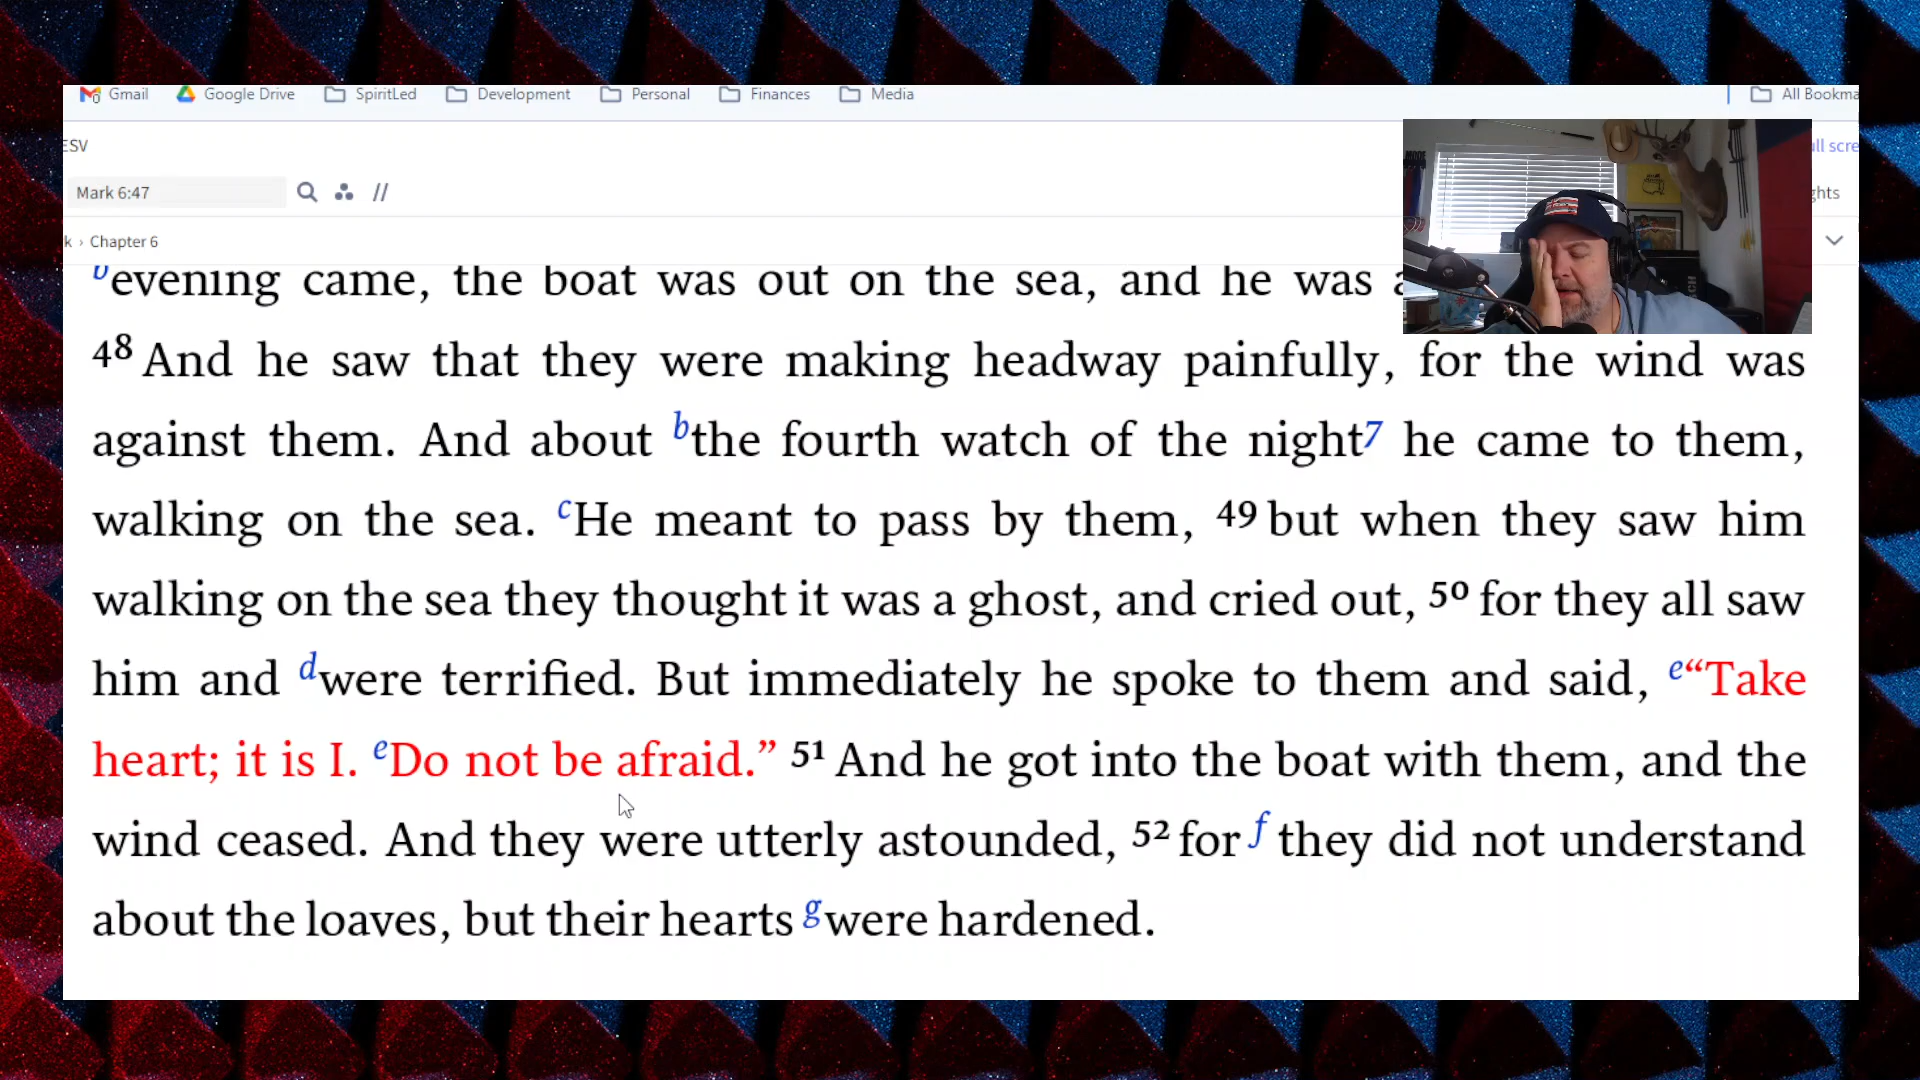 Gmail Google Drive SpiritLed Development Personal Finances Media All Bookma
ESV
ll scre
Mark 6:47 //
ghts
k › Chapter 6
b evening came, the boat was out on the sea, and he was a
48 And he saw that they were making headway painfully, for the wind was
against them. And about b the fourth watch of the night7 he came to them,
walking on the sea. c He meant to pass by them, 49 but when they saw him
walking on the sea they thought it was a ghost, and cried out, 50 for they all saw
him and d were terrified. But immediately he spoke to them and said, e “Take
heart; it is I. e Do not be afraid.” 51 And he got into the boat with them, and the
wind ceased. And they were utterly astounded, 52 for f they did not understand
about the loaves, but their hearts g were hardened.